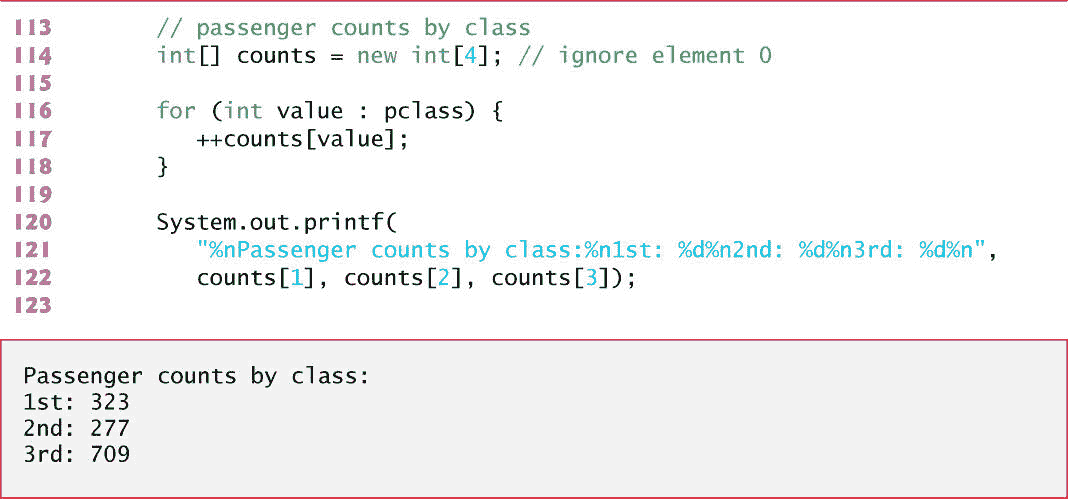 113 // passenger counts by class
114 int[] counts = new int[4]; // ignore element 0
115
116 for (int value : pclass) {
117 ++counts[value];
118 }
119
120 System.out.printf(
121 "%nPassenger counts by class:%n1st: %d%n2nd: %d%n3rd: %d%n",
122 counts[1], counts[2], counts[3]);
123
Passenger counts by class:
1st: 323
2nd: 277
3rd: 709